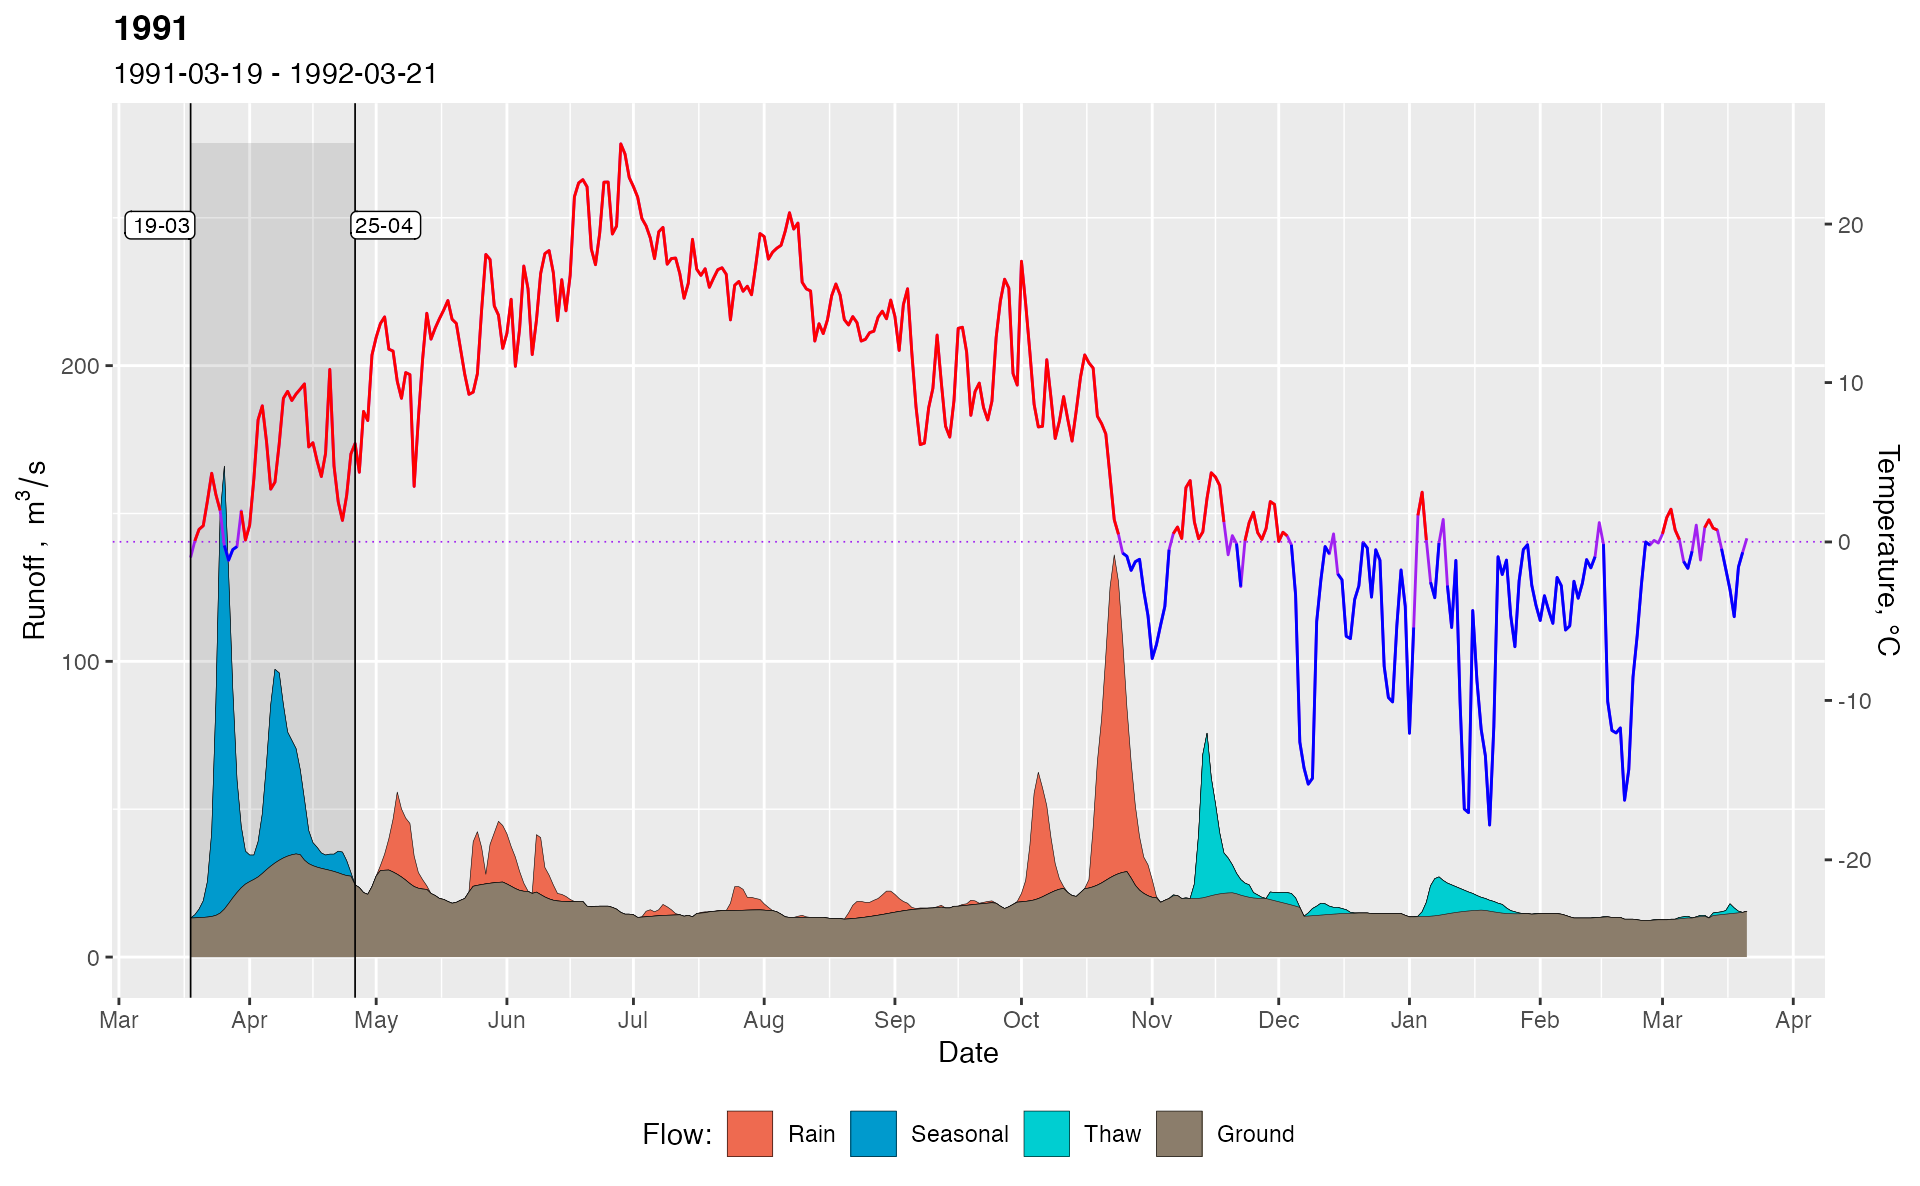 1991
1991-03-19 - 1992-03-21
19-03
25-04
Runoff , m³/s
200
100
0
Temperature, °C
20
10
0
-10
-20
Mar Apr May Jun Jul Aug Sep Oct Nov Dec Jan Feb Mar Apr
Date
Flow: Rain Seasonal Thaw Ground